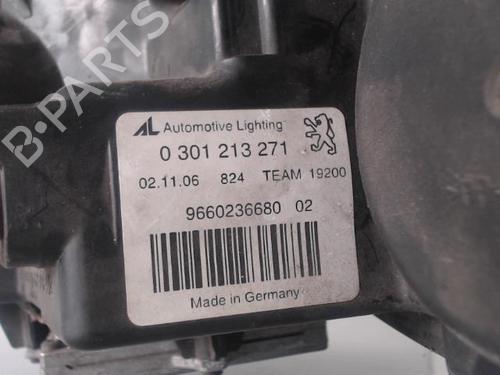 B-PARTS
AL Automotive Lighting
0 301 213 271
02.11.06 824 TEAM 19200
9660236680 02
Made in Germany